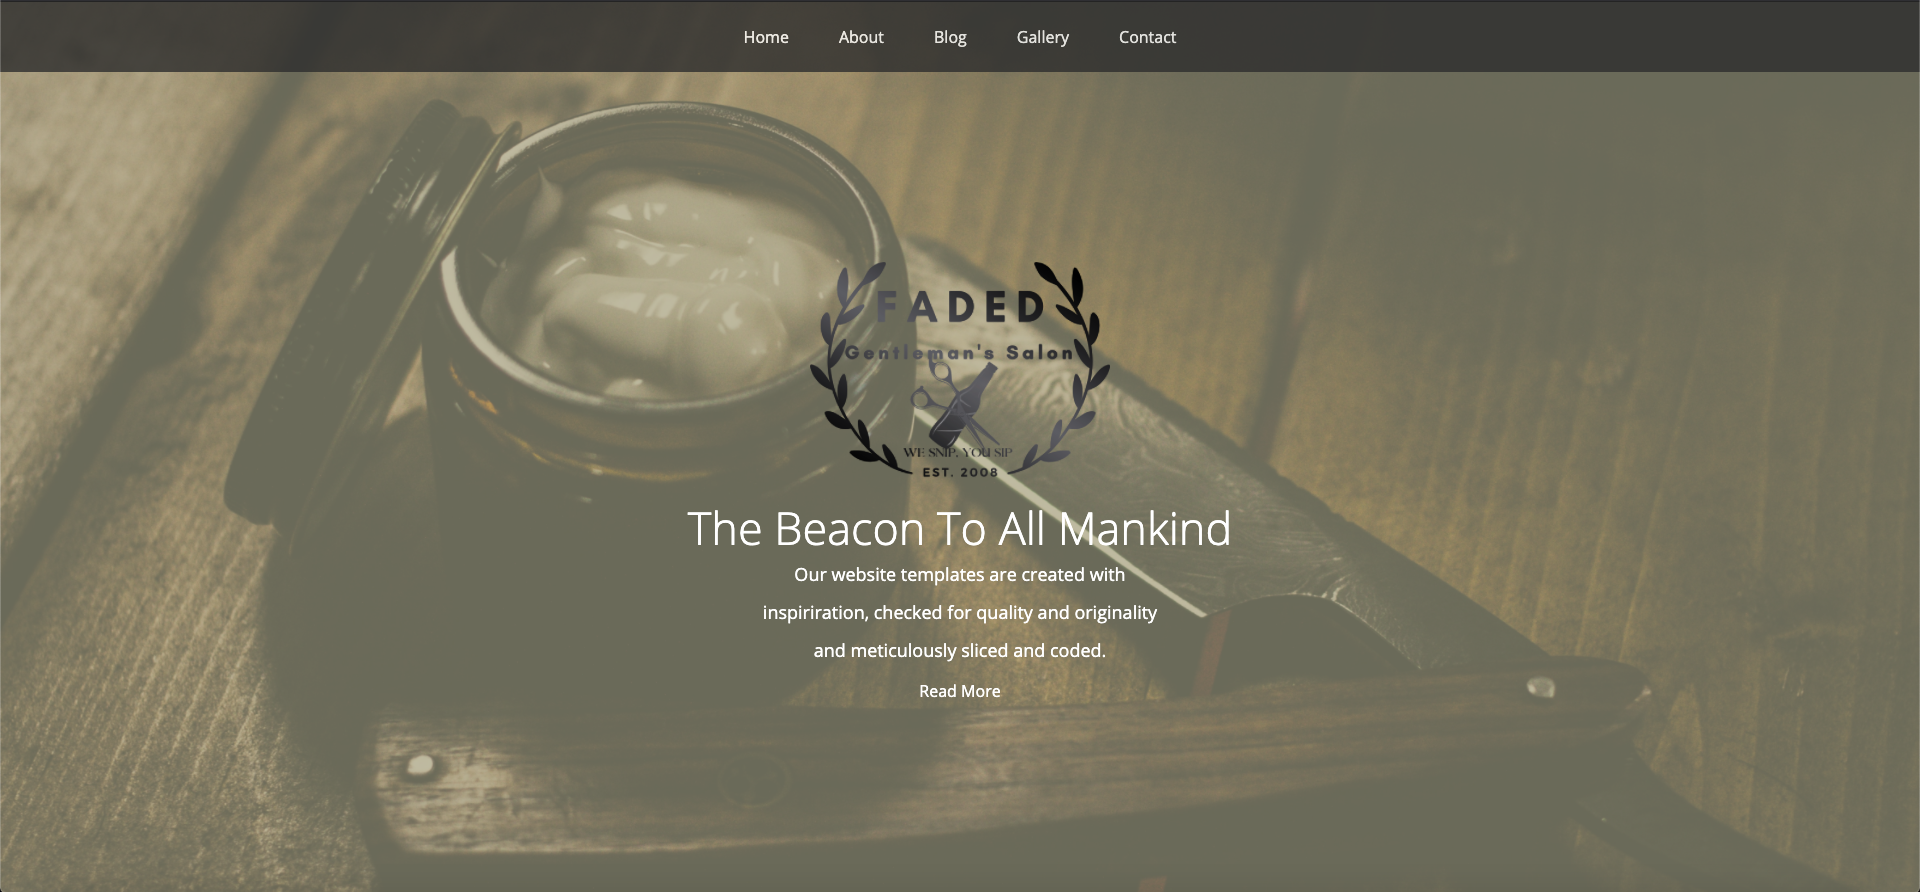 Home About Blog Gallery Contact
FADED
Gentleman's Salon
WE SNIP, YOU SIP
EST. 2008
The Beacon To All Mankind
Our website templates are created with
inspiriration, checked for quality and originality
and meticulously sliced and coded.
Read More